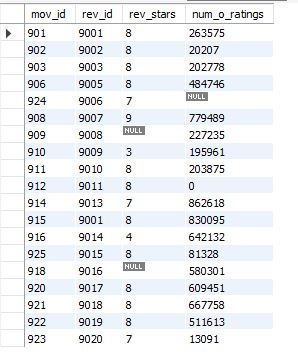 mov_id rev_id rev_stars num_o_ratings
901 9001 8 263575
902 9002 8 20207
903 9003 8 202778
906 9005 8 484746
924 9006 7 NULL
908 9007 9 779489
909 9008 NULL 227235
910 9009 3 195961
911 9010 8 203875
912 9011 8 0
914 9013 7 862618
915 9001 8 830095
916 9014 4 642132
925 9015 8 81328
918 9016 NULL 580301
920 9017 8 609451
921 9018 8 667758
922 9019 8 511613
923 9020 7 13091